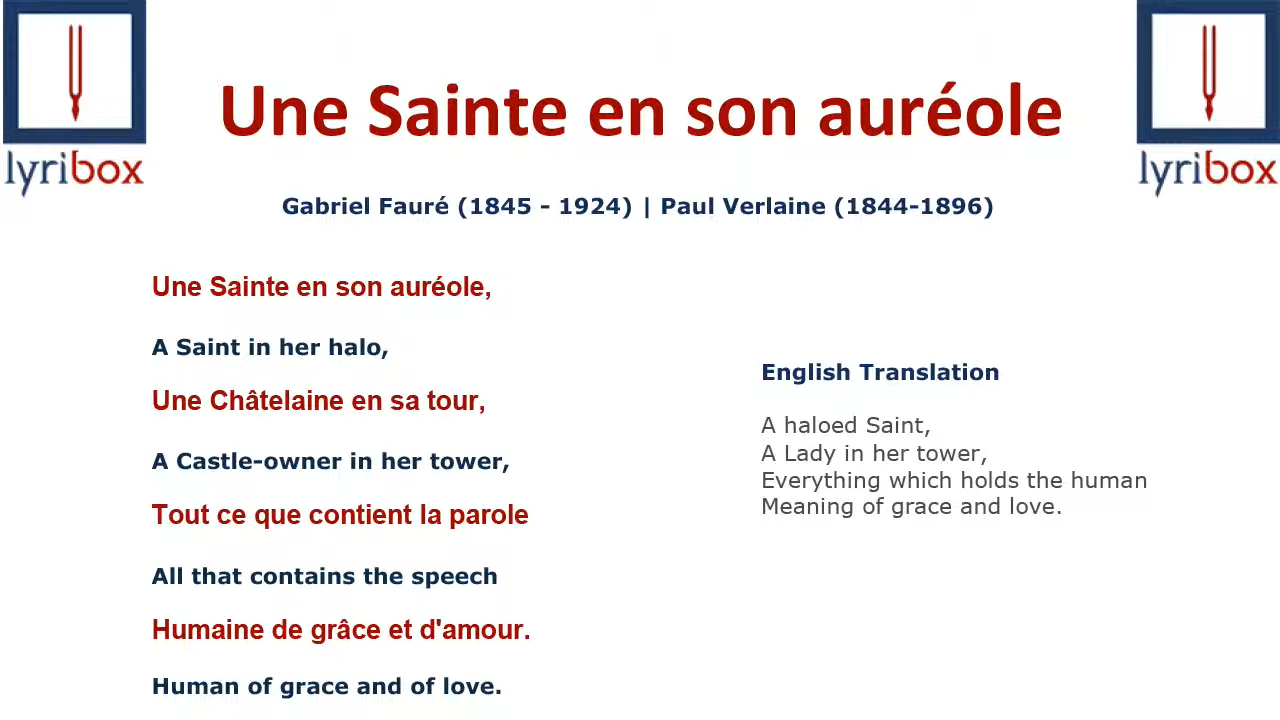 lyribox
lyribox
Une Sainte en son auréole
Gabriel Fauré (1845 - 1924) | Paul Verlaine (1844-1896)
Une Sainte en son auréole,
A Saint in her halo,
Une Châtelaine en sa tour,
A Castle-owner in her tower,
Tout ce que contient la parole
All that contains the speech
Humaine de grâce et d'amour.
Human of grace and of love.
English Translation
A haloed Saint,
A Lady in her tower,
Everything which holds the human
Meaning of grace and love.